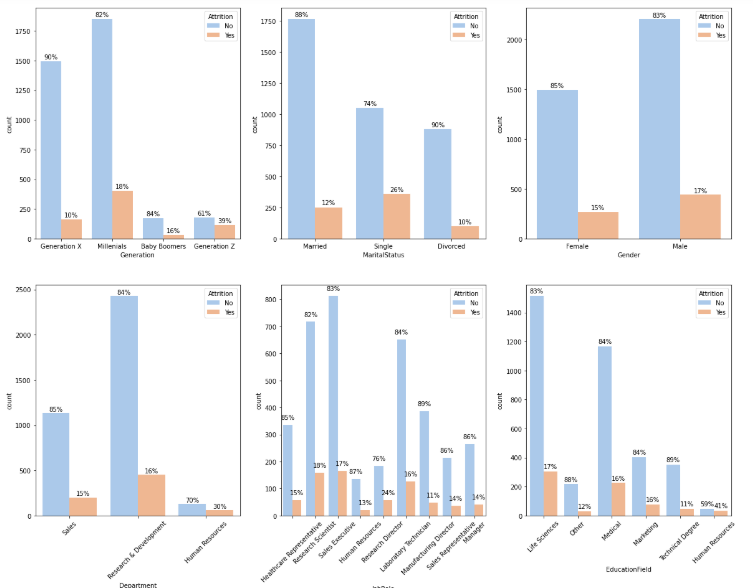 Attrition
No
Yes
82%
90%
18%
10%
84%
16%
61%
39%
count
1750
1500
1250
1000
750
500
250
0
Generation X
Millenials
Baby Boomers
Generation Z
Generation
Attrition
No
Yes
88%
12%
74%
26%
90%
10%
count
1750
1500
1250
1000
750
500
250
0
Married
Single
Divorced
MaritalStatus
Attrition
No
Yes
85%
15%
83%
17%
count
2000
1500
1000
500
0
Female
Male
Gender
Attrition
No
Yes
85%
15%
84%
16%
70%
30%
count
2500
2000
1500
1000
500
0
Sales
Research & Development
Human Resources
Department
Attrition
No
Yes
85%
15%
82%
18%
83%
17%
87%
13%
76%
24%
84%
16%
89%
11%
86%
14%
86%
14%
count
800
700
600
500
400
300
200
100
0
Healthcare Representative
Research Scientist
Sales Executive
Human Resources
Research Director
Laboratory Technician
Manufacturing Director
Sales Representative
Manager
Attrition
No
Yes
83%
17%
88%
12%
84%
16%
84%
16%
89%
11%
59%
41%
count
1400
1200
1000
800
600
400
200
0
Life Sciences
Other
Medical
Marketing
Technical Degree
Human Resources
EducationField